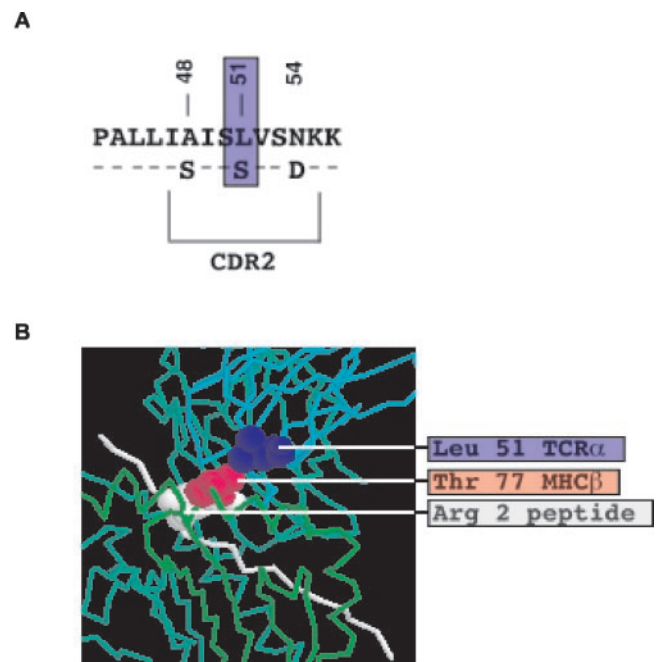 A
48 51 54
PALLIAISLVSNKK
-----S--S--D--
CDR2
B
Leu 51 TCRα
Thr 77 MHCβ
Arg 2 peptide